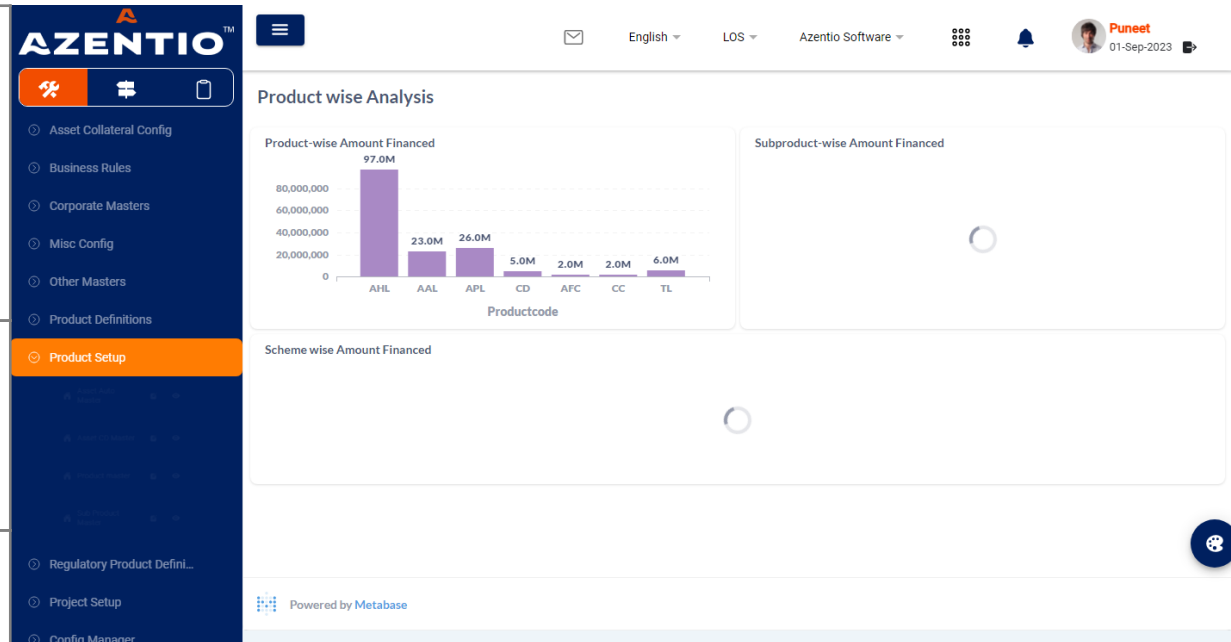 AZENTIO™
English
LOS
Azentio Software
Puneet
01-Sep-2023
Asset Collateral Config
Business Rules
Corporate Masters
Misc Config
Other Masters
Product Definitions
Product Setup
Regulatory Product Defini...
Project Setup
Config Manager
Product wise Analysis
Product-wise Amount Financed
97.0M
80,000,000
60,000,000
40,000,000
20,000,000
0
23.0M
26.0M
5.0M
2.0M
2.0M
6.0M
AHL
AAL
APL
CD
AFC
CC
TL
Productcode
Subproduct-wise Amount Financed
Scheme wise Amount Financed
Powered by Metabase